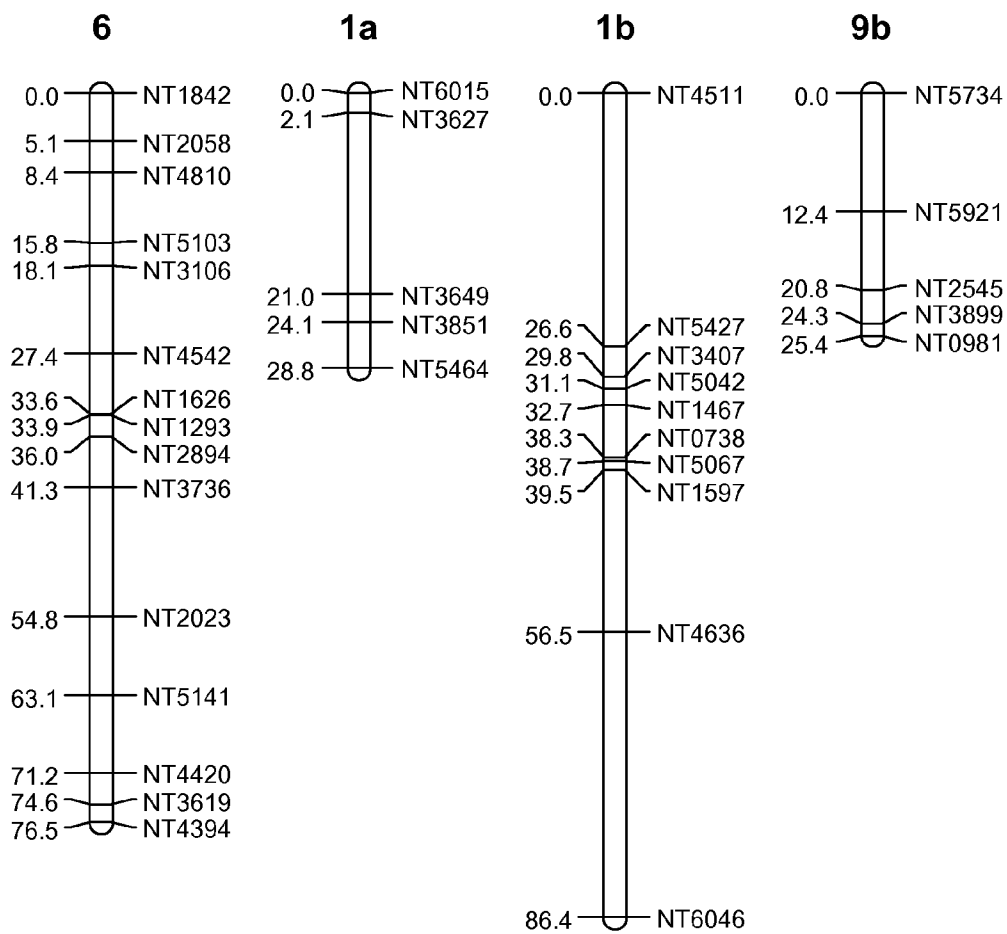 6
0.0 NT1842
5.1 NT2058
8.4 NT4810
15.8 NT5103
18.1 NT3106
27.4 NT4542
33.6 NT1626
33.9 NT1293
36.0 NT2894
41.3 NT3736
54.8 NT2023
63.1 NT5141
71.2 NT4420
74.6 NT3619
76.5 NT4394
1a
0.0 NT6015
2.1 NT3627
21.0 NT3649
24.1 NT3851
28.8 NT5464
1b
0.0 NT4511
26.6 NT5427
29.8 NT3407
31.1 NT5042
32.7 NT1467
38.3 NT0738
38.7 NT5067
39.5 NT1597
56.5 NT4636
86.4 NT6046
9b
0.0 NT5734
12.4 NT5921
20.8 NT2545
24.3 NT3899
25.4 NT0981